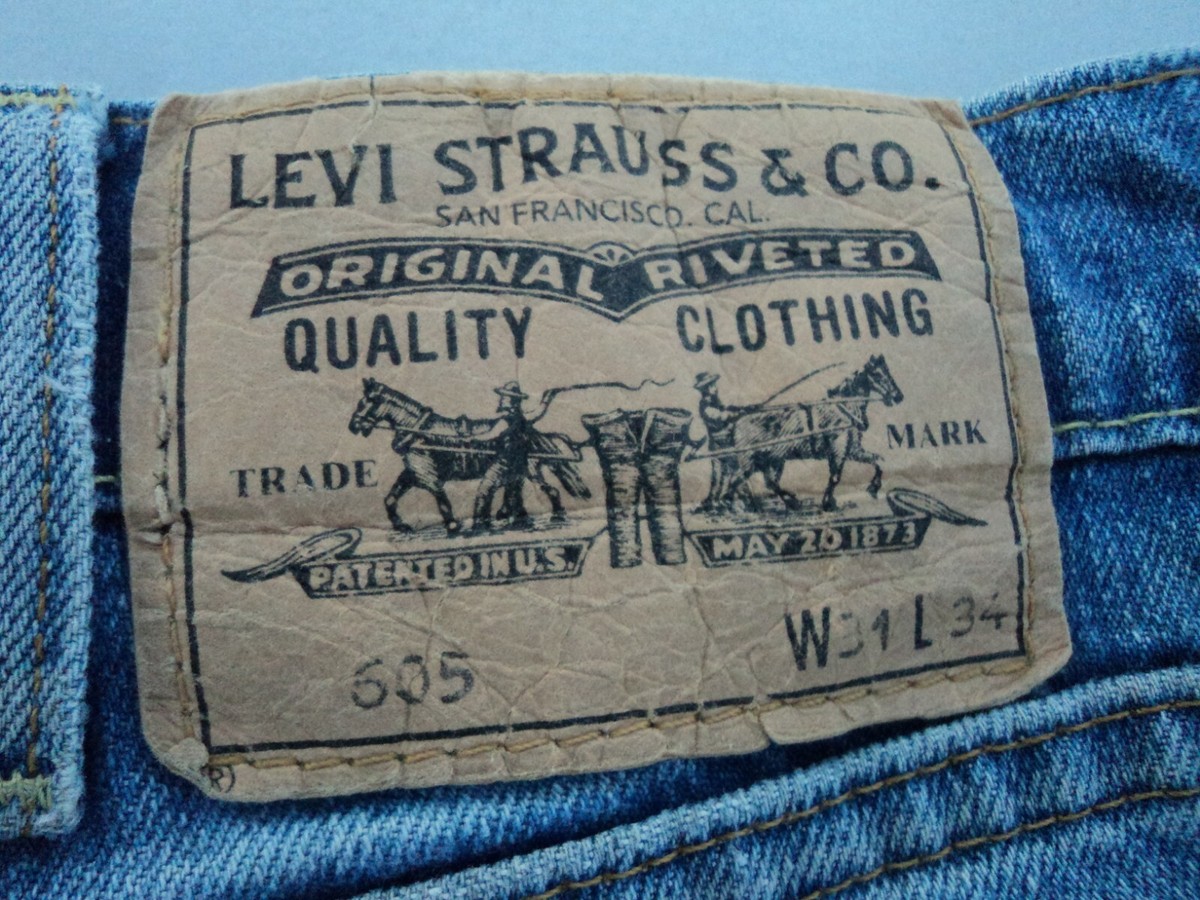 LEVI STRAUSS & CO.
SAN FRANCISCO. CAL.
ORIGINAL RIVETED
QUALITY CLOTHING
TRADE MARK
PATENTED IN U.S. MAY 20 1873
605 W31 L 34
R)